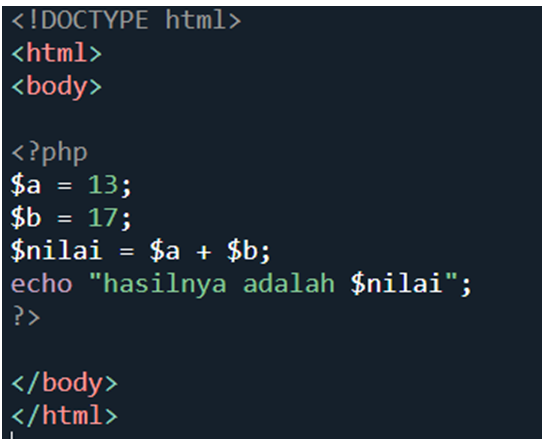 <!DOCTYPE html>
<html>
<body>
<?php
$a = 13;
$b = 17;
$nilai = $a + $b;
echo "hasilnya adalah $nilai";
?>
</body>
</html>